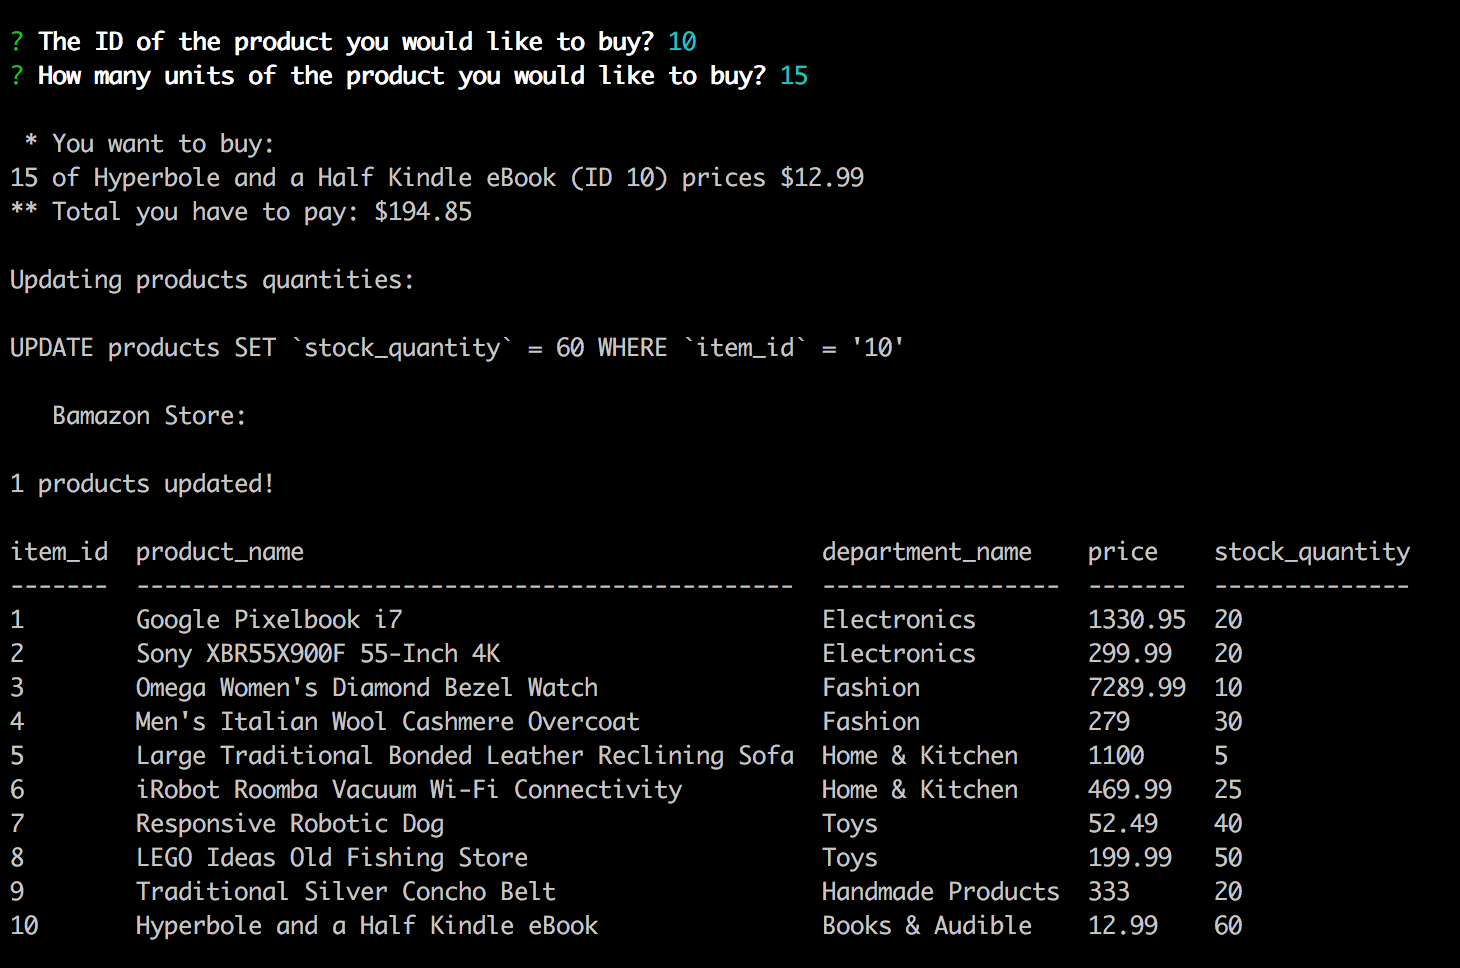 ? The ID of the product you would like to buy? 10
? How many units of the product you would like to buy? 15
* You want to buy:
15 of Hyperbole and a Half Kindle eBook (ID 10) prices $12.99
** Total you have to pay: $194.85
Updating products quantities:
UPDATE products SET `stock_quantity` = 60 WHERE `item_id` = '10'
Bamazon Store:
1 products updated!
item_id  product_name                                     department_name    price    stock_quantity
-------  -----------------------------------------------  -----------------  -------  --------------
1        Google Pixelbook i7                              Electronics        1330.95  20
2        Sony XBR55X900F 55-Inch 4K                       Electronics        299.99   20
3        Omega Women's Diamond Bezel Watch                Fashion            7289.99  10
4        Men's Italian Wool Cashmere Overcoat             Fashion            279      30
5        Large Traditional Bonded Leather Reclining Sofa  Home & Kitchen     1100     5
6        iRobot Roomba Vacuum Wi-Fi Connectivity          Home & Kitchen     469.99   25
7        Responsive Robotic Dog                           Toys               52.49    40
8        LEGO Ideas Old Fishing Store                     Toys               199.99   50
9        Traditional Silver Concho Belt                   Handmade Products  333      20
10       Hyperbole and a Half Kindle eBook                Books & Audible    12.99    60